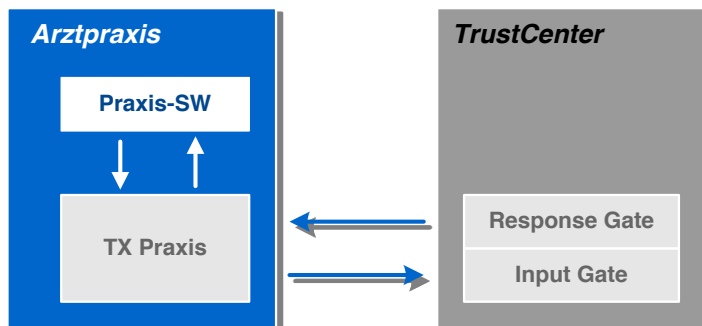 Arztpraxis
Praxis-SW
TX Praxis
TrustCenter
Response Gate
Input Gate